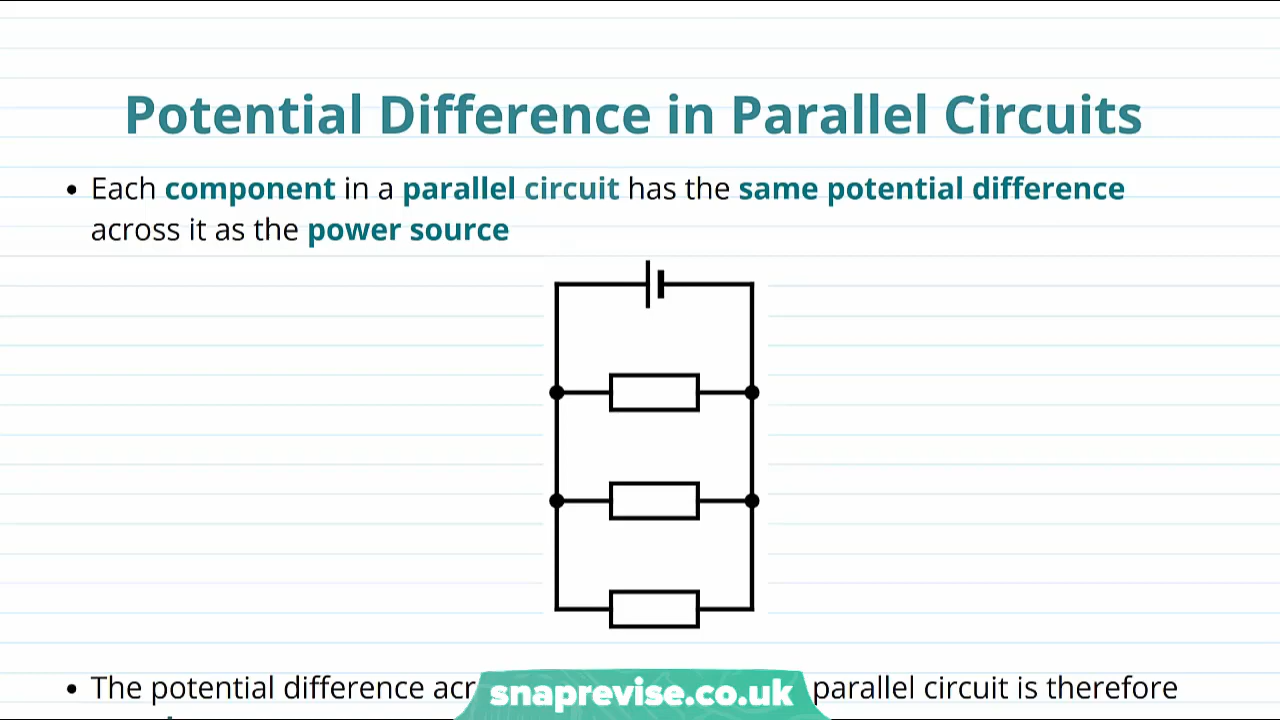 Potential Difference in Parallel Circuits
• Each component in a parallel circuit has the same potential difference
across it as the power source
• The potential difference parallel circuit is therefore
snaprevise.co.uk